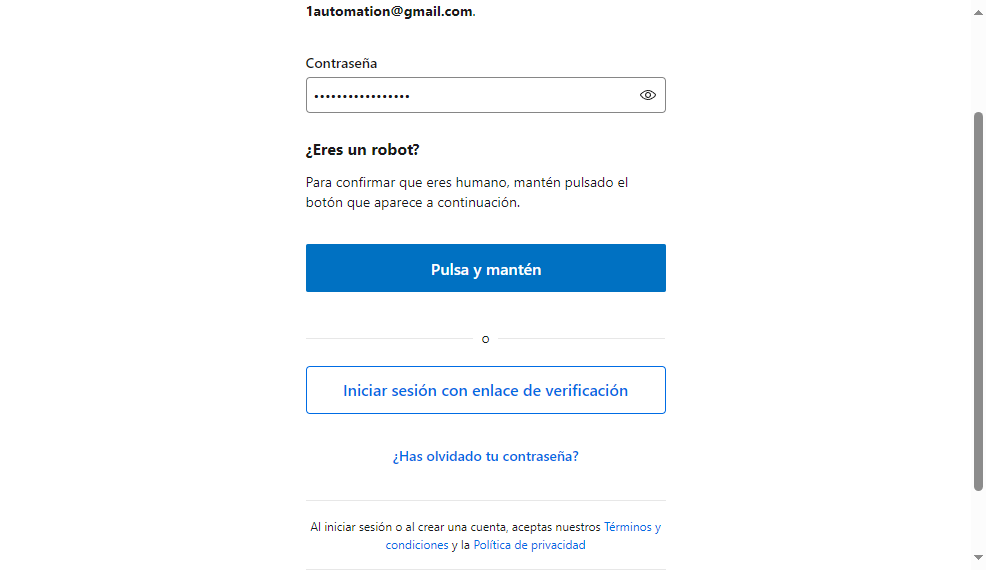 1automation@gmail.com.
Contraseña
•••••••••••••••••
¿Eres un robot?
Para confirmar que eres humano, mantén pulsado el
botón que aparece a continuación.
Pulsa y mantén
o
Iniciar sesión con enlace de verificación
¿Has olvidado tu contraseña?
Al iniciar sesión o al crear una cuenta, aceptas nuestros Términos y
condiciones y la Política de privacidad